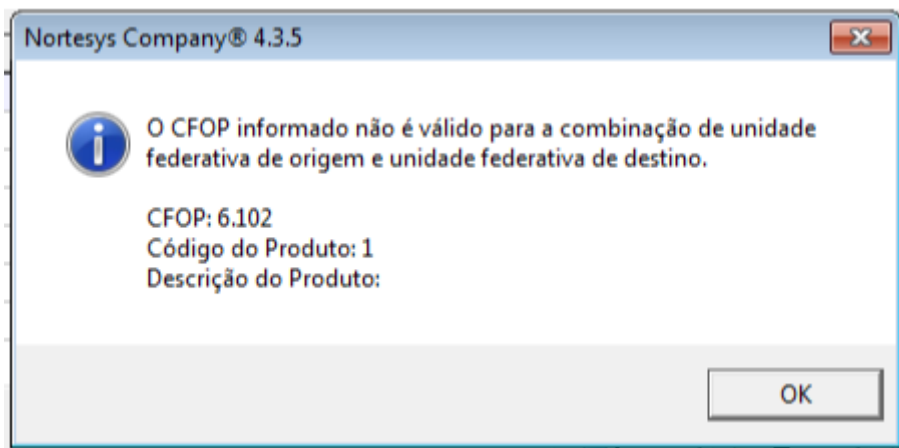 Nortesys Company® 4.3.5
O CFOP informado não é válido para a combinação de unidade
federativa de origem e unidade federativa de destino.
CFOP: 6.102
Código do Produto: 1
Descrição do Produto:
OK